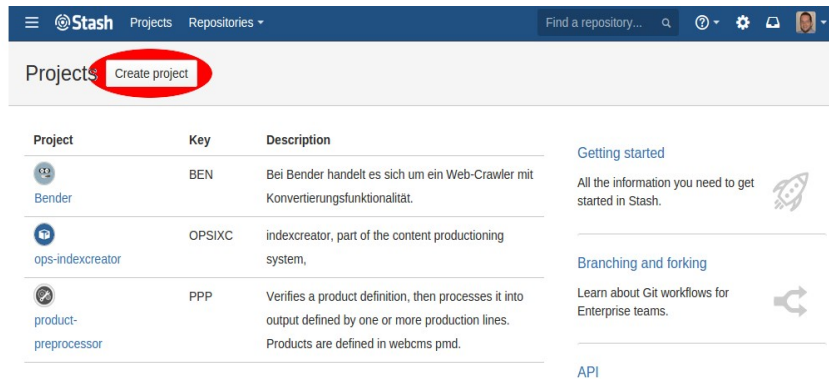 Stash Projects Repositories Find a repository...
Projects Create project
Project Key Description
Bender BEN Bei Bender handelt es sich um ein Web-Crawler mit
Konvertierungsfunktionalität.
ops-indexcreator OPSIXC indexcreator, part of the content productioning
system,
product-
preprocessor PPP Verifies a product definition, then processes it into
output defined by one or more production lines.
Products are defined in webcms pmd.
Getting started
All the information you need to get
started in Stash.
Branching and forking
Learn about Git workflows for
Enterprise teams.
API